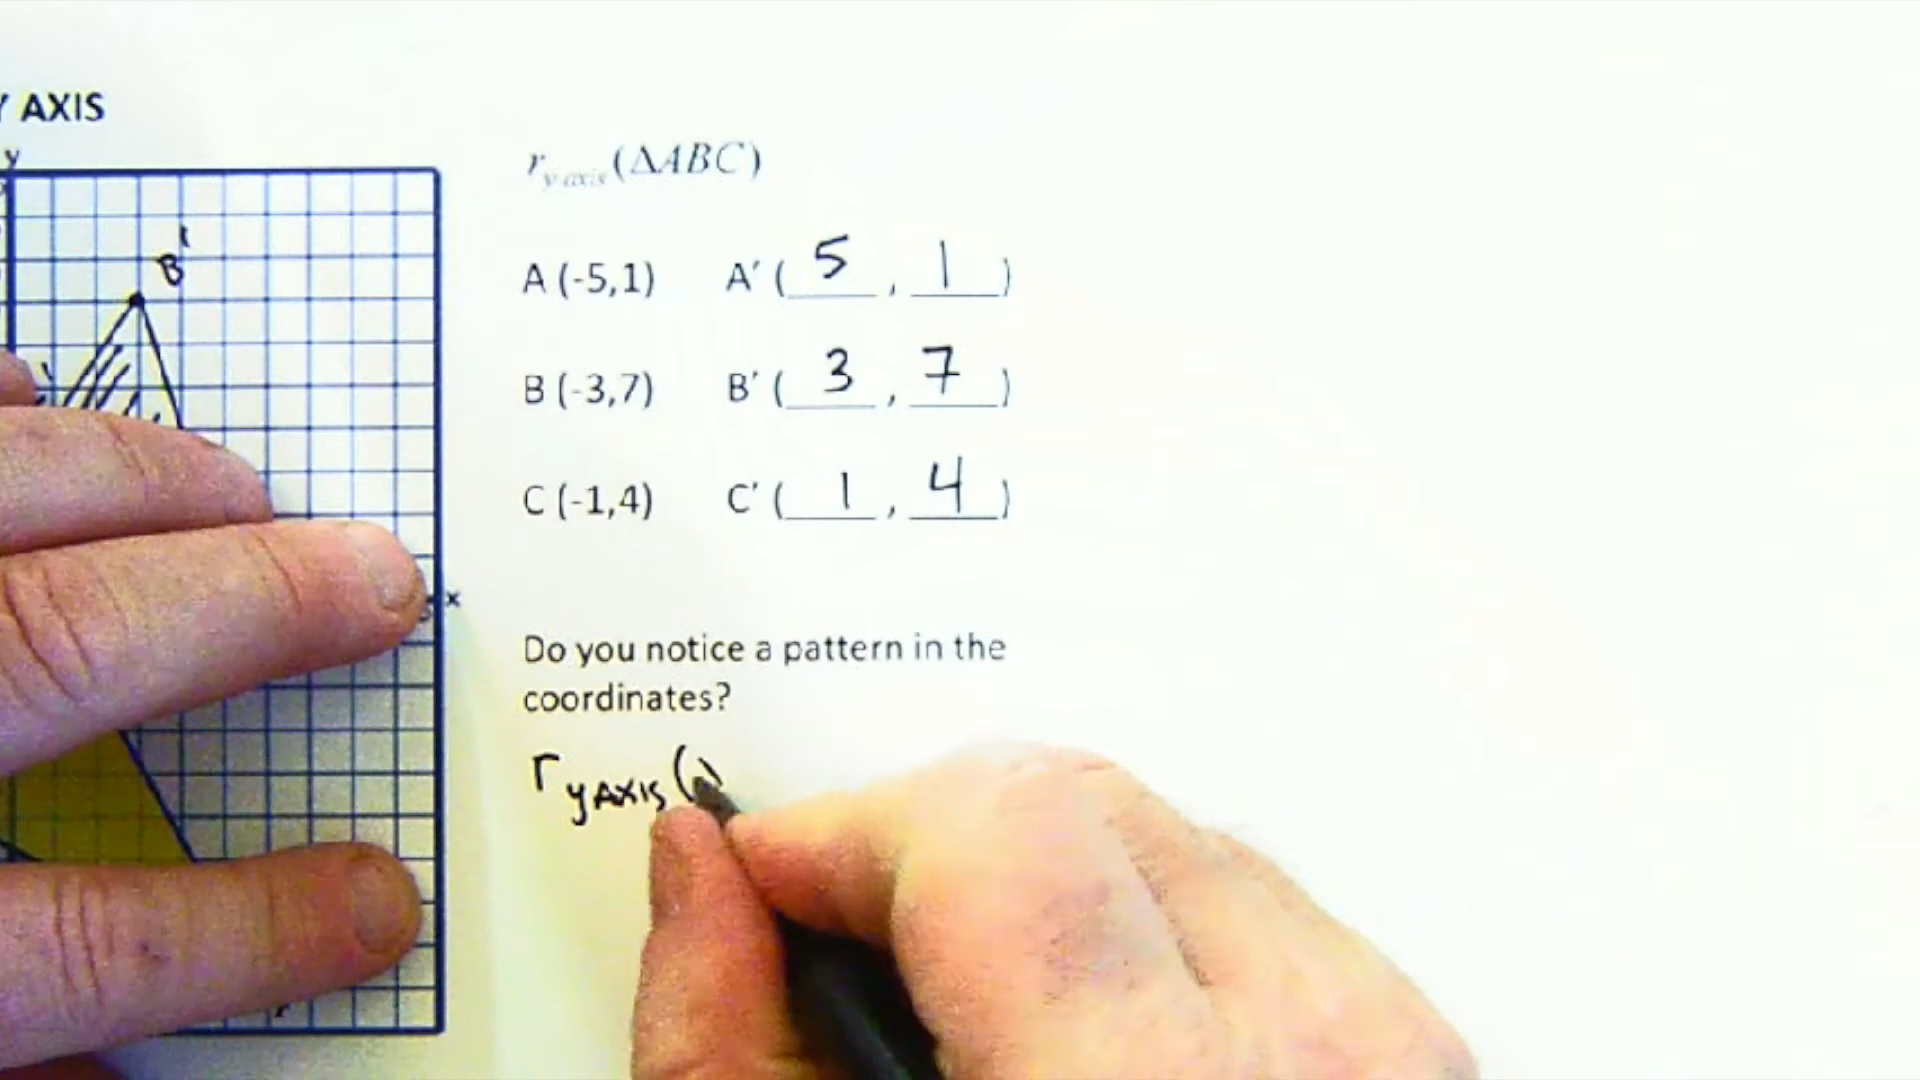 Y AXIS
y
B'
x
r y-axis (ΔABC)
A (-5,1) A′ ( 5 , 1 )
B (-3,7) B′ ( 3 , 7 )
C (-1,4) C′ ( 1 , 4 )
Do you notice a pattern in the
coordinates?
r y AXIS (